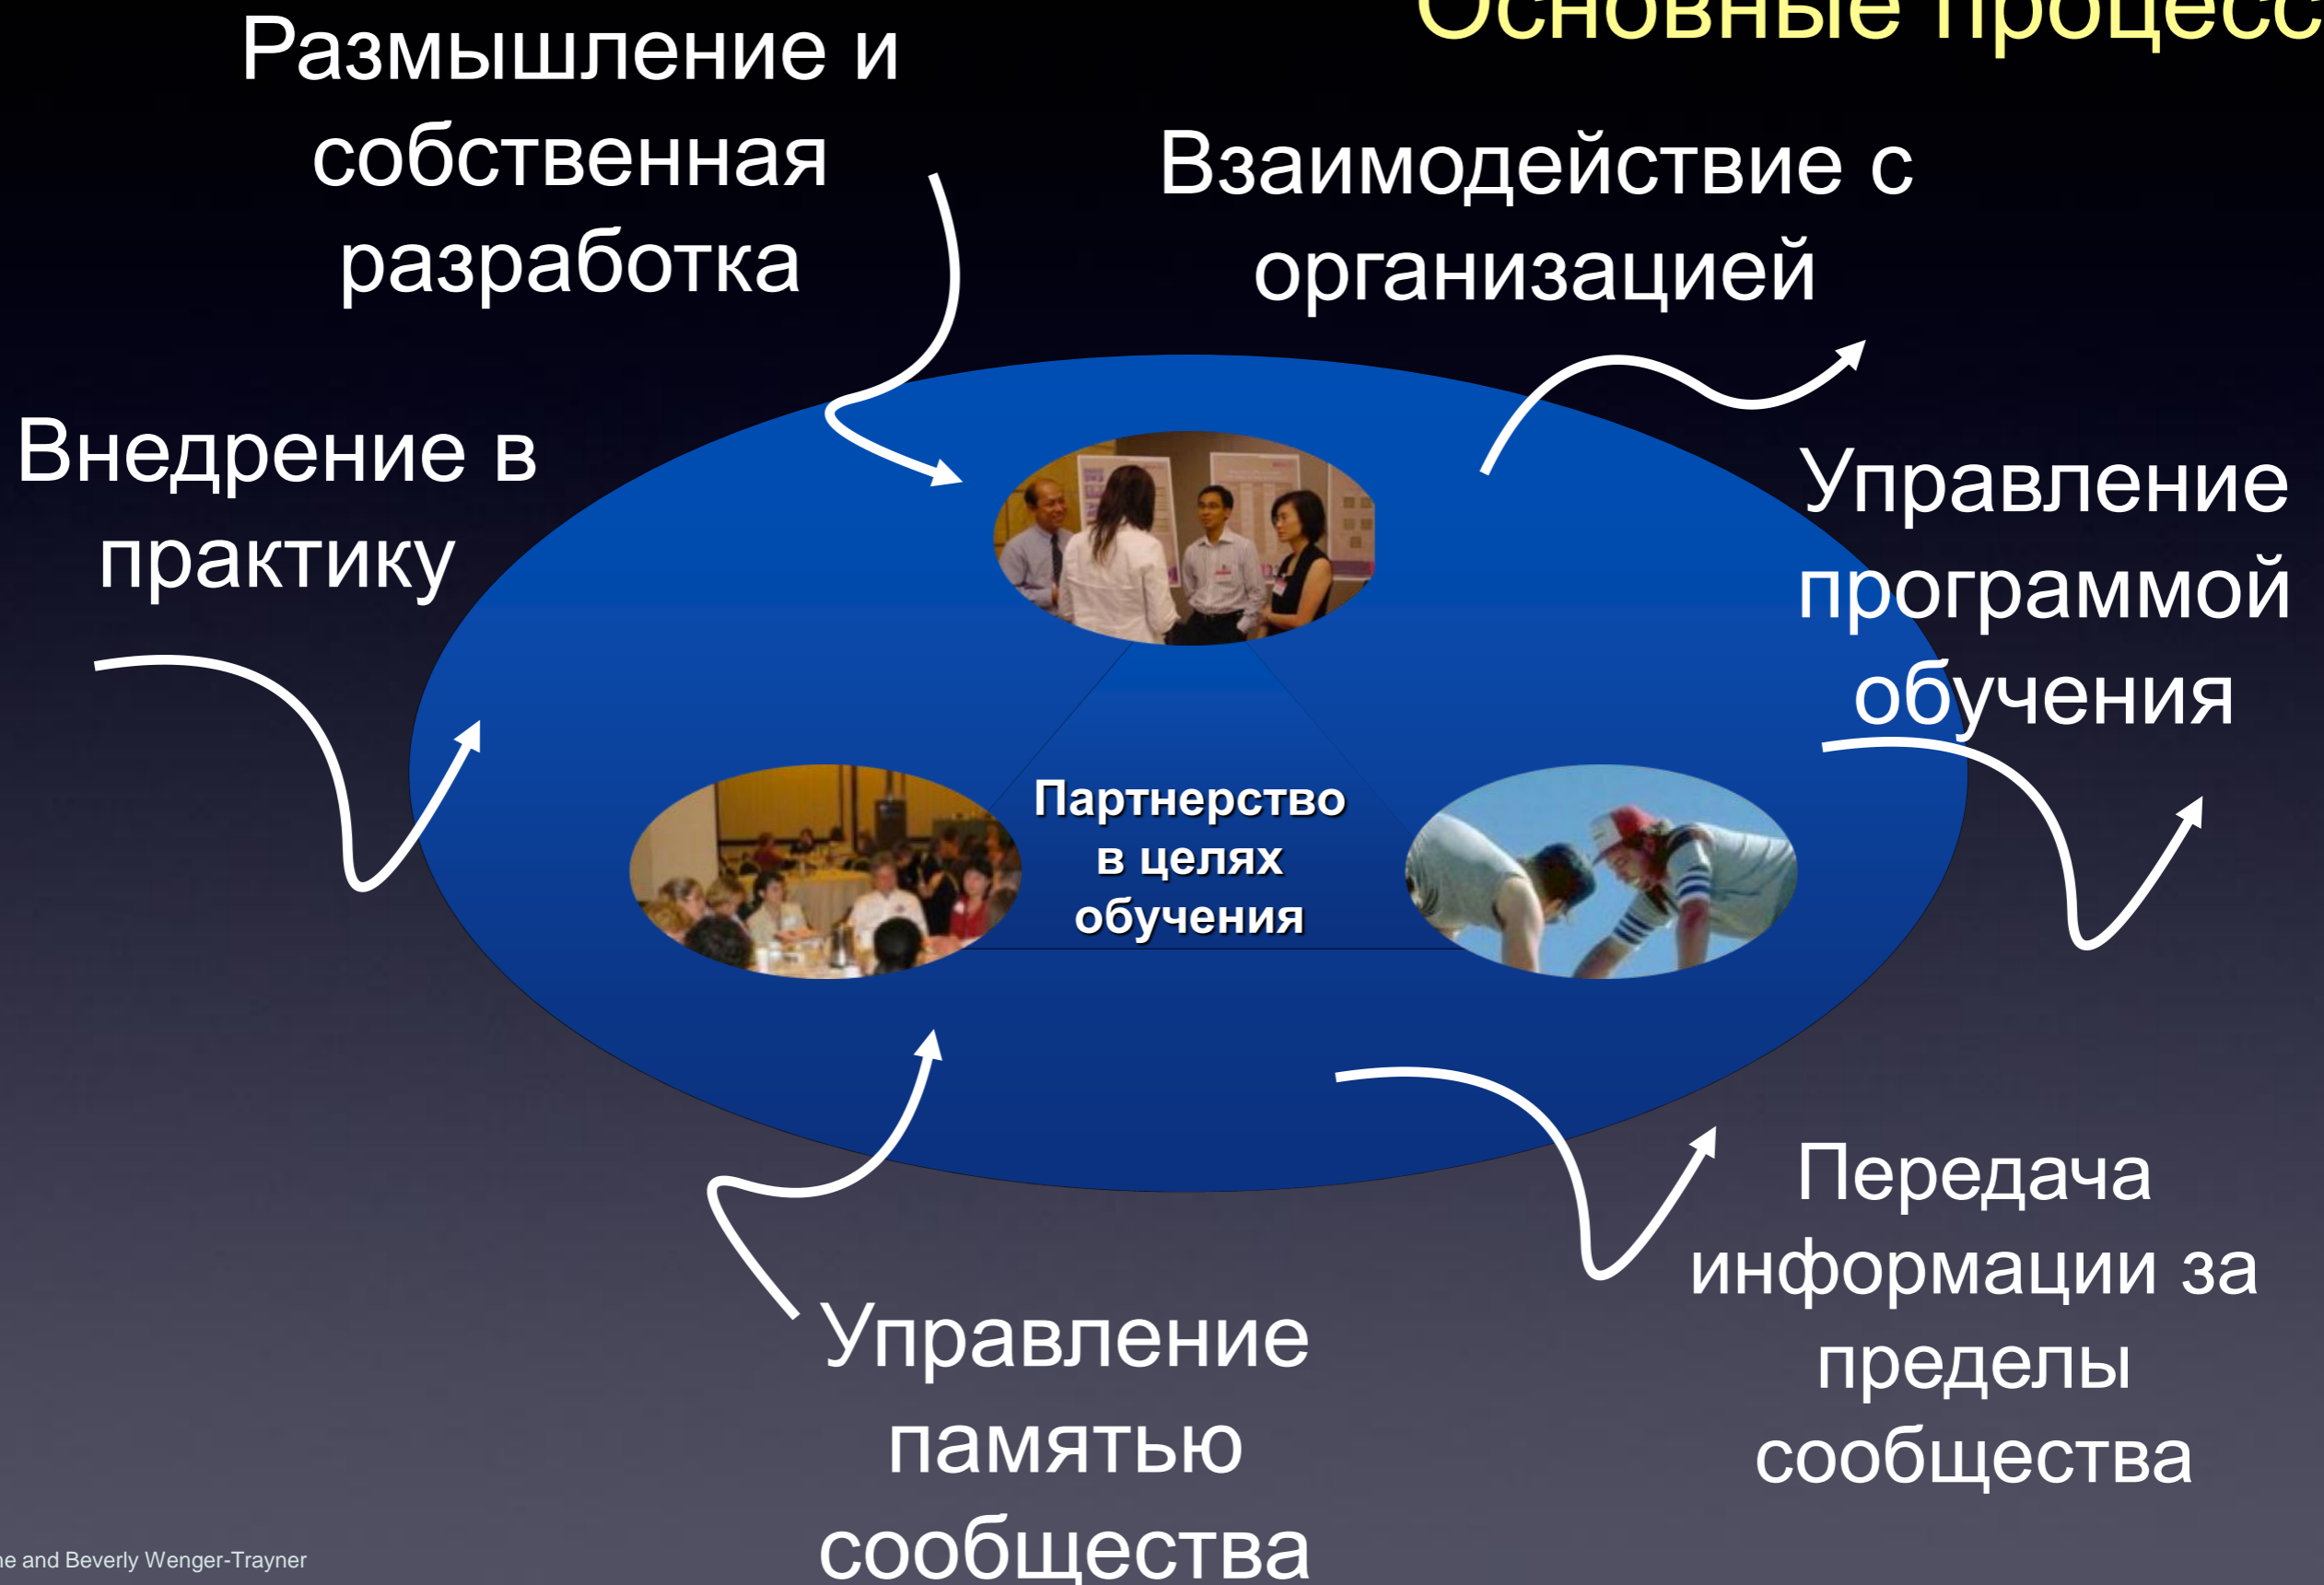 Основные процесс
Размышление и
собственная
разработка
Взаимодействие с
организацией
Внедрение в
практику
Управление
программой
обучения
Партнерство
в целях
обучения
Передача
информации за
пределы
сообщества
Управление
памятью
сообщества
ne and Beverly Wenger-Trayner